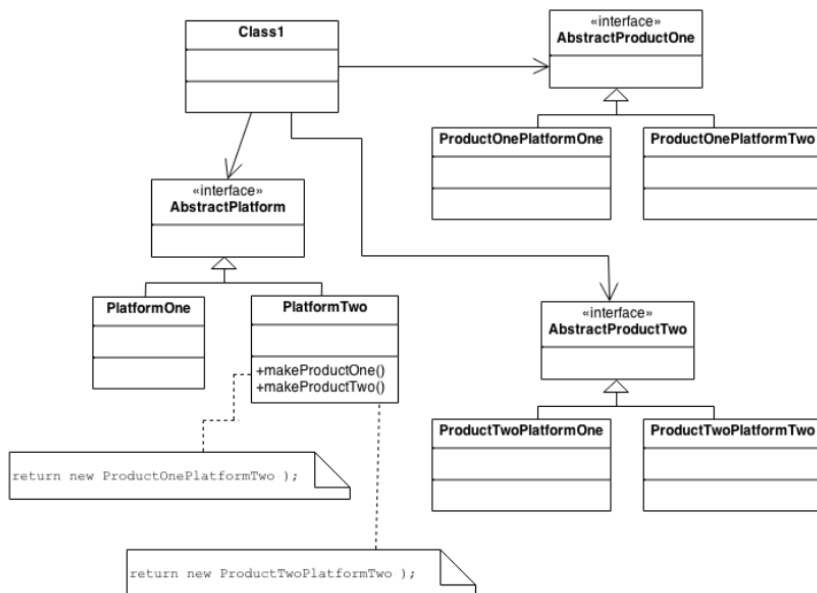 Class1
«interface»
AbstractProductOne
ProductOnePlatformOne
ProductOnePlatformTwo
«interface»
AbstractPlatform
PlatformOne
PlatformTwo
+makeProductOne()
+makeProductTwo()
«interface»
AbstractProductTwo
ProductTwoPlatformOne
ProductTwoPlatformTwo
return new ProductOnePlatformTwo );
return new ProductTwoPlatformTwo );